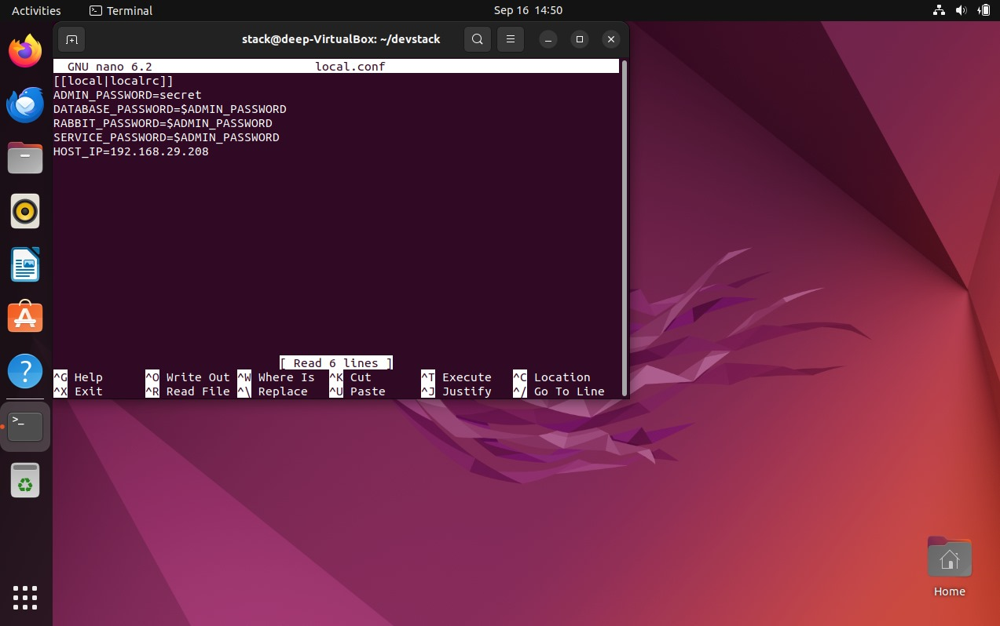 Activities Terminal Sep 16 14:50
stack@deep-VirtualBox: ~/devstack
GNU nano 6.2 local.conf
[[local|localrc]]
ADMIN_PASSWORD=secret
DATABASE_PASSWORD=$ADMIN_PASSWORD
RABBIT_PASSWORD=$ADMIN_PASSWORD
SERVICE_PASSWORD=$ADMIN_PASSWORD
HOST_IP=192.168.29.208
[ Read 6 lines ]
^G Help ^O Write Out ^W Where Is ^K Cut ^T Execute ^C Location
^X Exit ^R Read File ^\ Replace ^U Paste ^J Justify ^/ Go To Line
Home